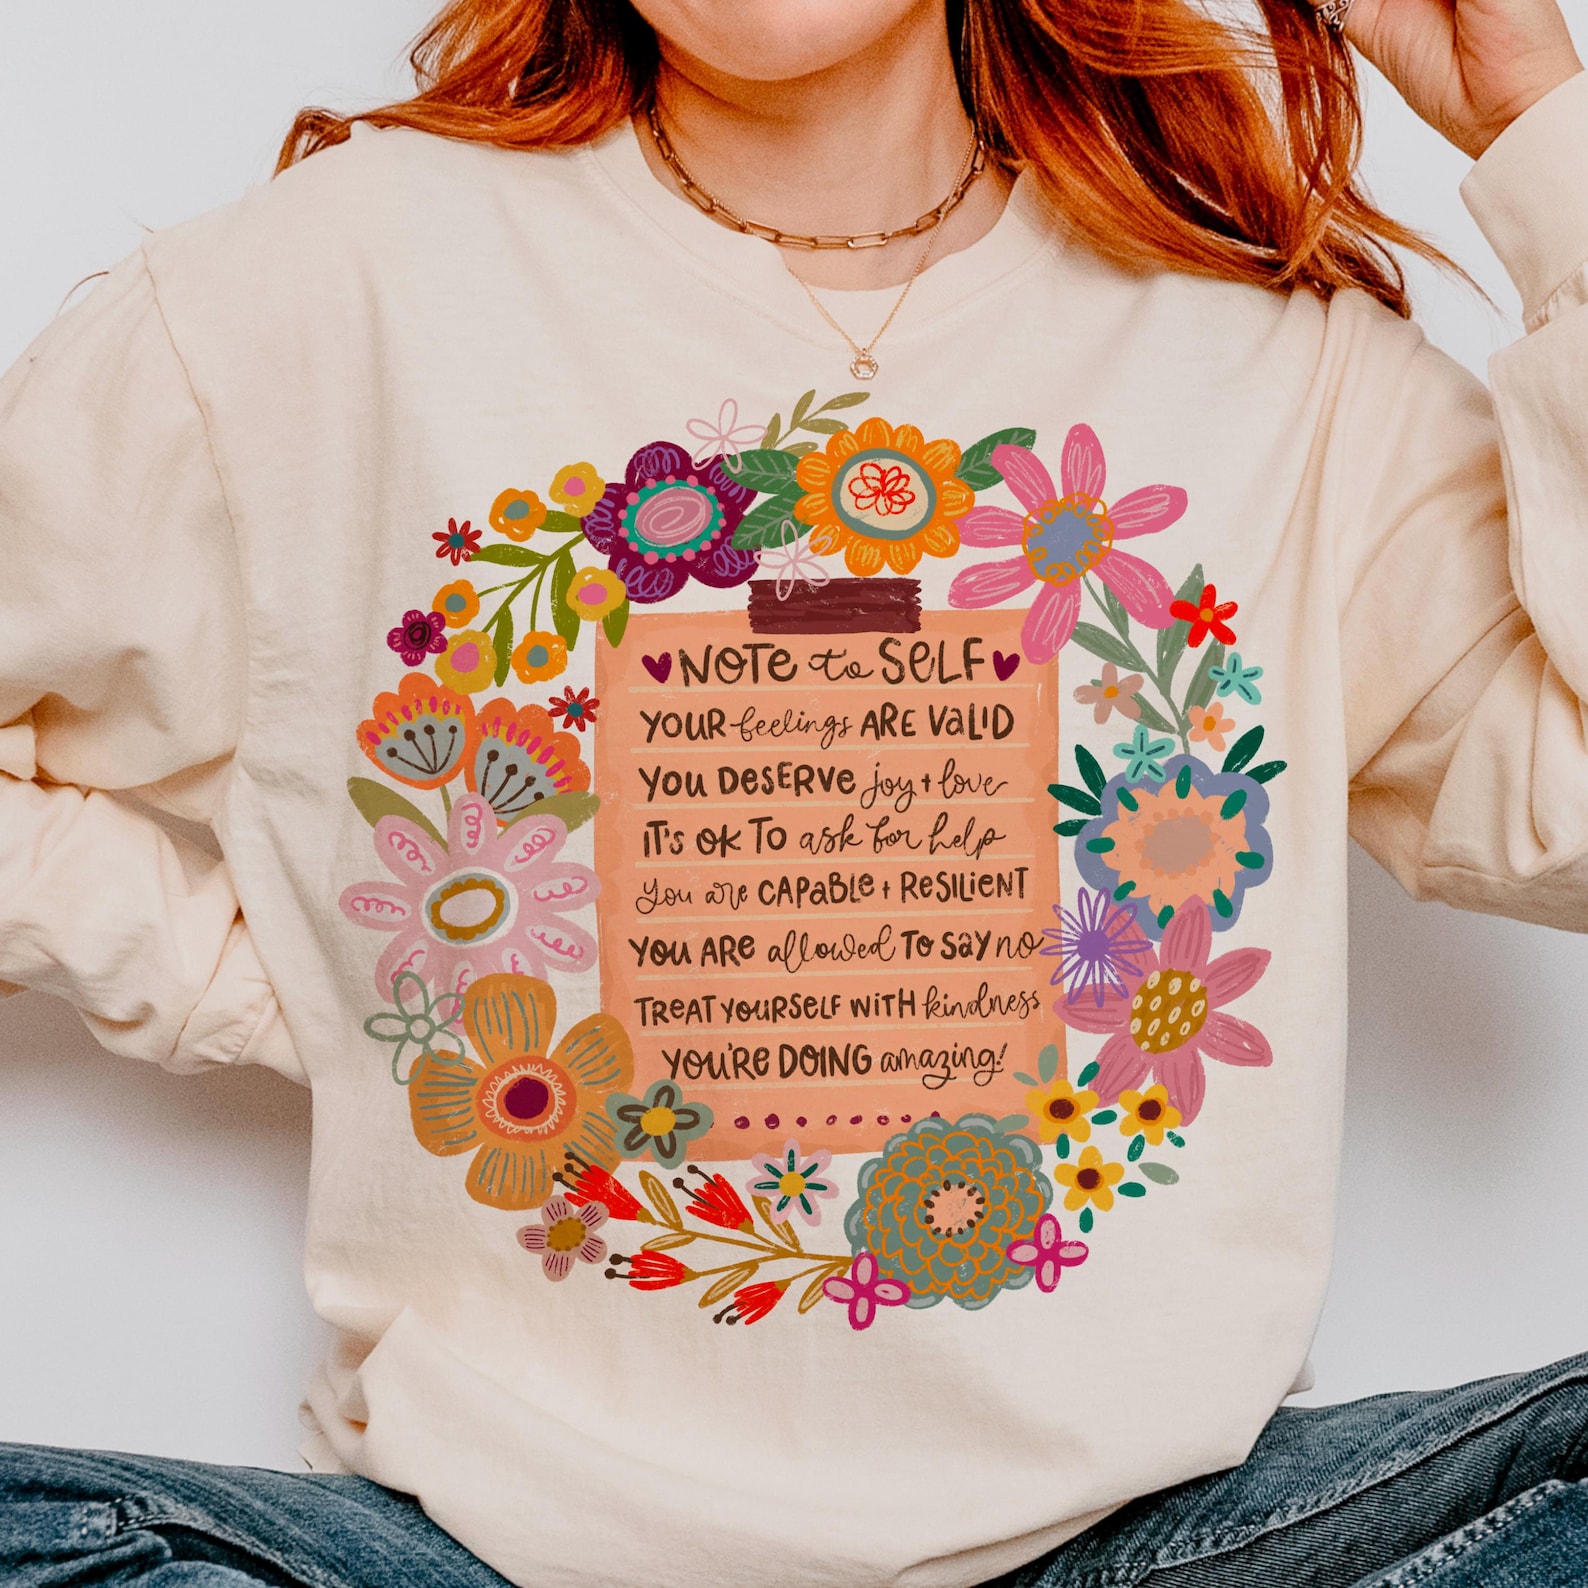 NOTE to SELF
YOUR feelings ARE VALID
YOU DESERVE joy + love
IT'S OK TO ask for help
you are CAPABLE + RESILIENT
YOU ARE allowed TO SAY NO
TREAT YOURSELF WITH kindness
YOU'RE DOING amazing!